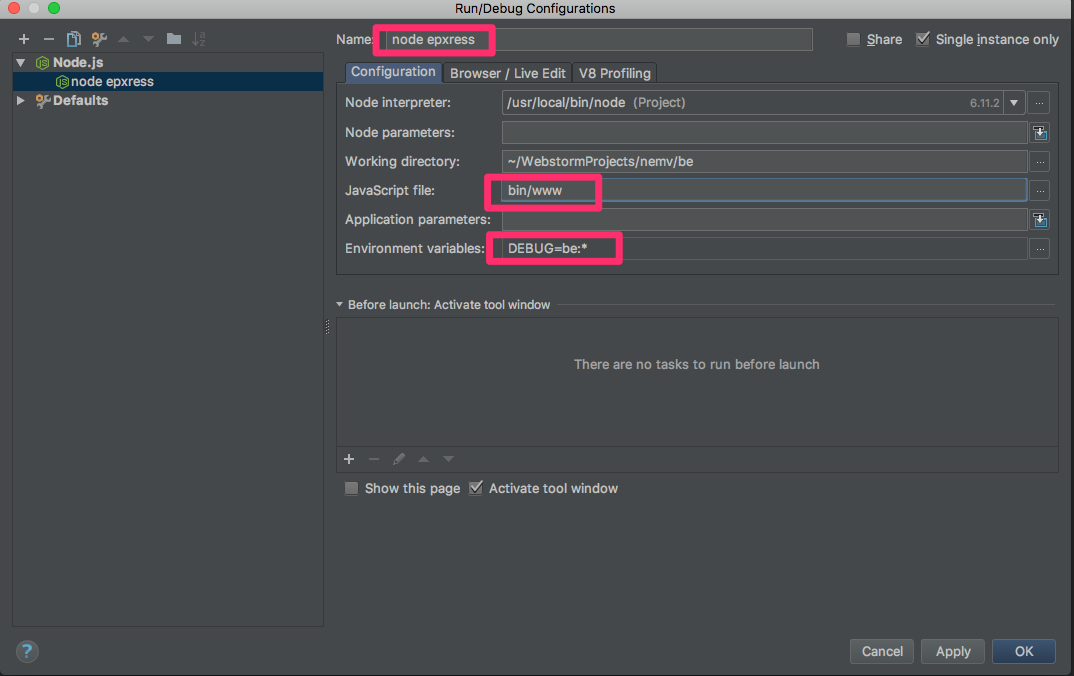 Run/Debug Configurations
Name: node epxress Share Single instance only
Node.js
node epxress
Defaults
Configuration Browser / Live Edit V8 Profiling
Node interpreter: /usr/local/bin/node (Project) 6.11.2 ...
Node parameters:
Working directory: ~/WebstormProjects/nemv/be ...
JavaScript file: bin/www ...
Application parameters:
Environment variables: DEBUG=be:* ...
Before launch: Activate tool window
There are no tasks to run before launch
Show this page Activate tool window
? Cancel Apply OK